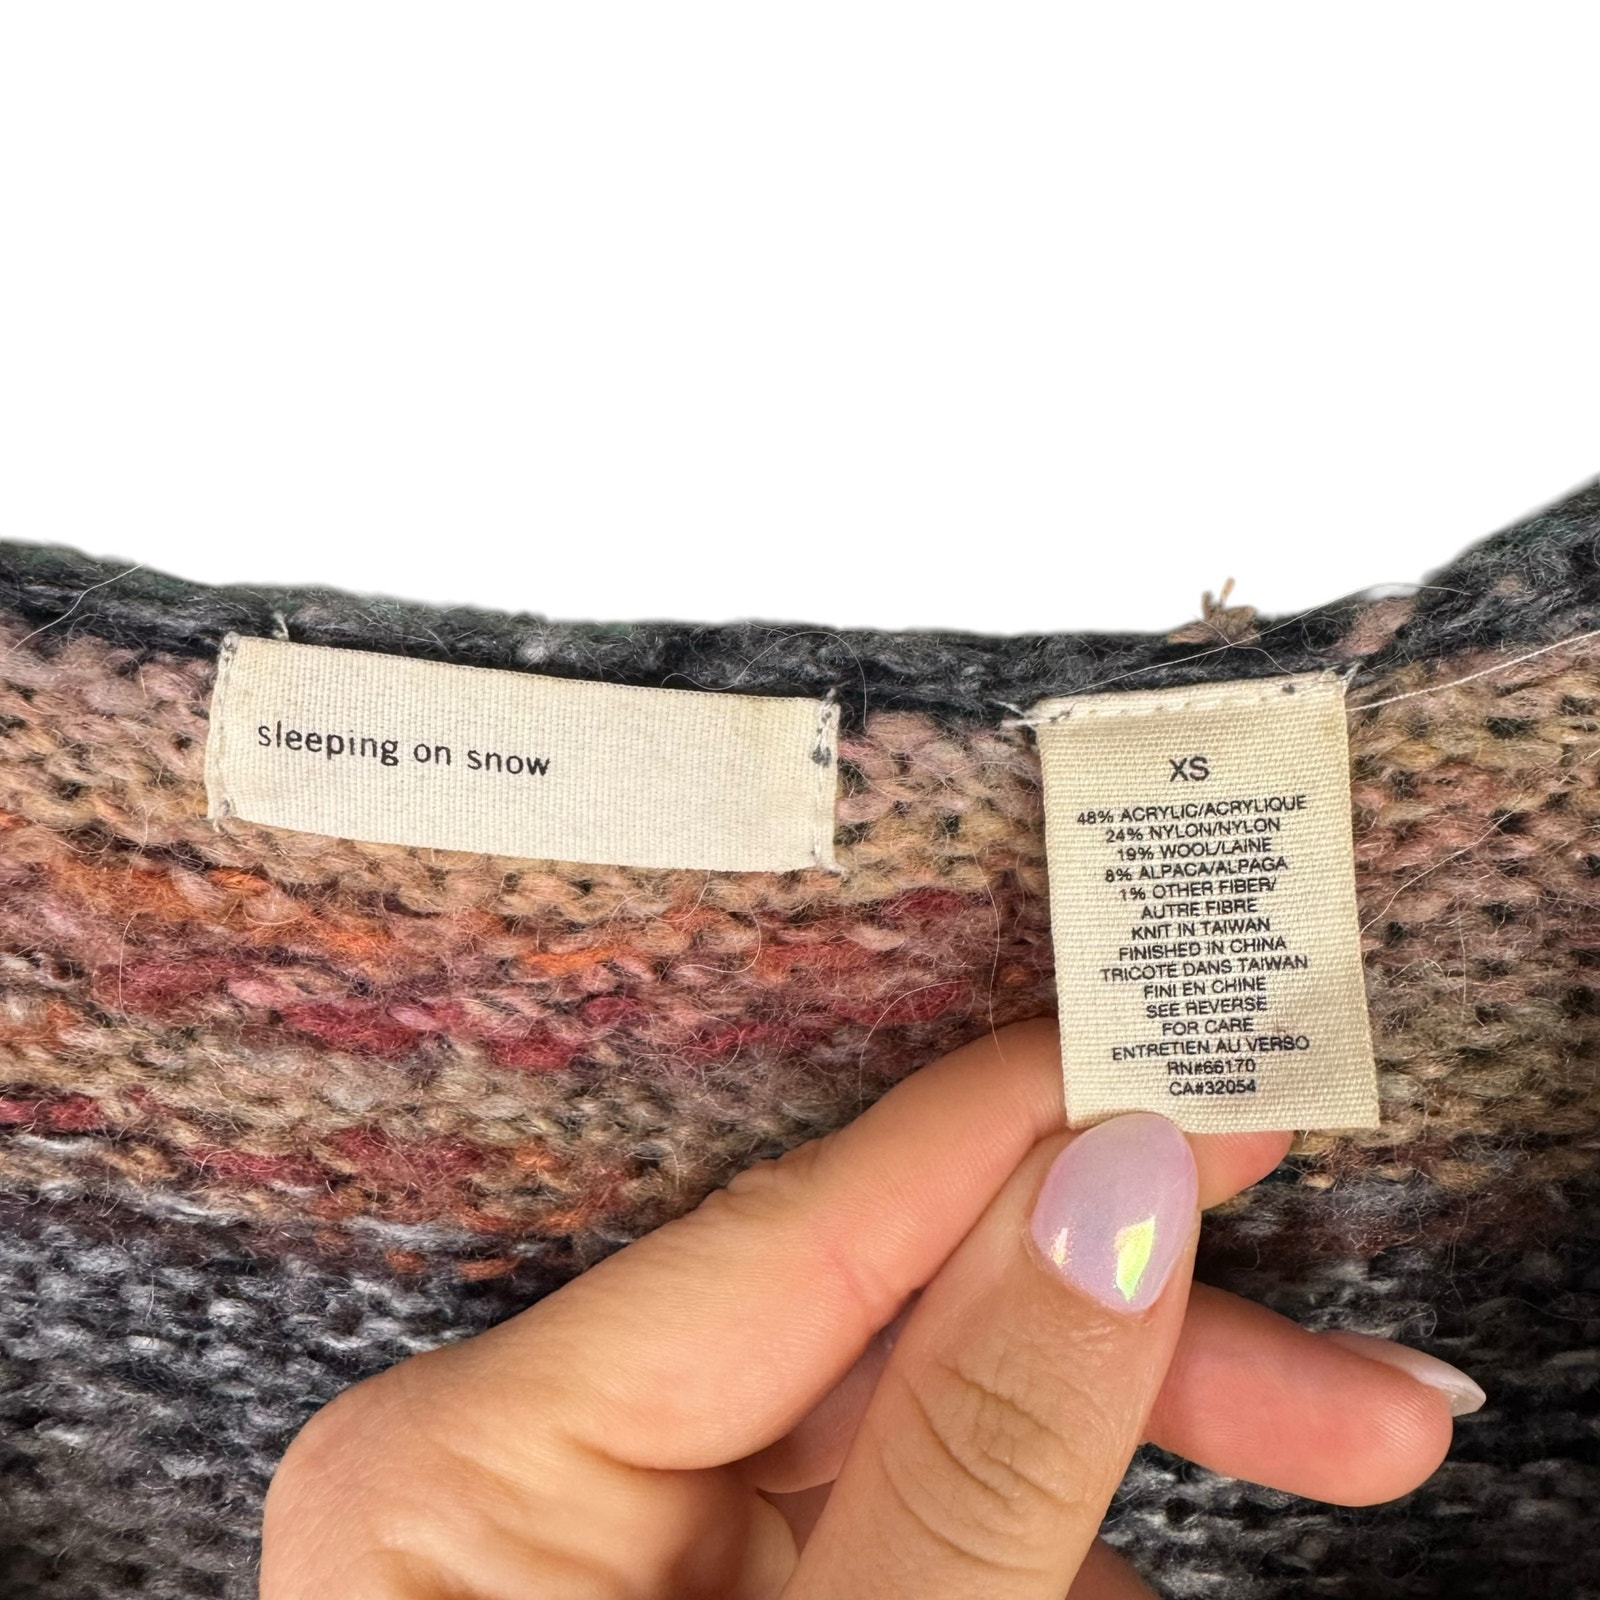 sleeping on snow
XS
48% ACRYLIC/ACRYLIQUE
24% NYLON/NYLON
19% WOOL/LAINE
8% ALPACA/ALPAGA
1% OTHER FIBER/
AUTRE FIBRE
KNIT IN TAIWAN
FINISHED IN CHINA
TRICOTE DANS TAIWAN
FINI EN CHINE
SEE REVERSE
FOR CARE
ENTRETIEN AU VERSO
RN#66170
CA#32054